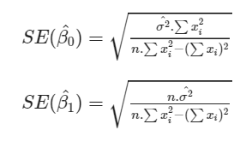 SE(β̂₀) = √(σ̂².∑xᵢ² / n.∑xᵢ²−(∑xᵢ)²)
SE(β̂₁) = √(n.σ̂² / n.∑xᵢ²−(∑xᵢ)²)